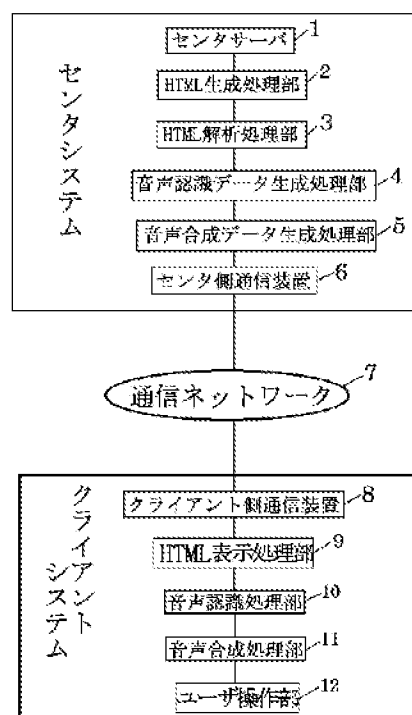 センタシステム
センタサーバ 1
HTML生成処理部 2
HTML解析処理部 3
音声認識データ生成処理部 4
音声合成データ生成処理部 5
センタ側通信装置 6
通信ネットワーク 7
クライアントシステム
クライアント側通信装置 8
HTML表示処理部 9
音声認識処理部 10
音声合成処理部 11
ユーザ操作部 12